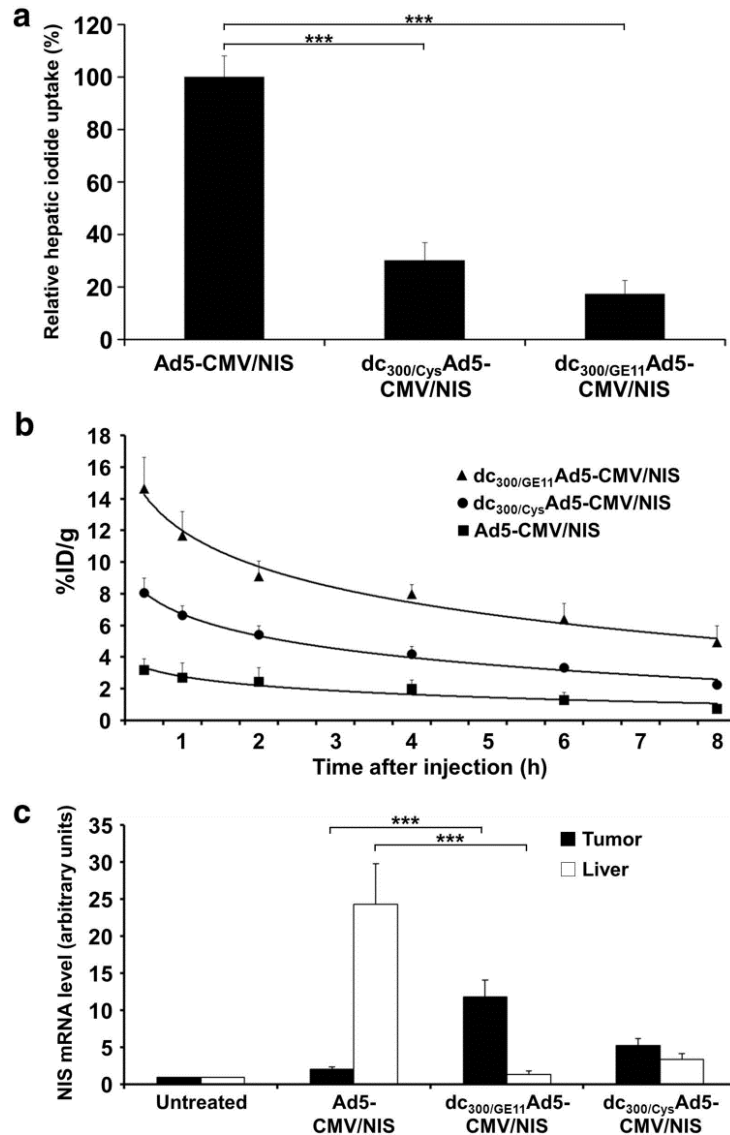 a
Relative hepatic iodide uptake (%)
120
100
80
60
40
20
0
***
***
Ad5-CMV/NIS
dc300/CysAd5-
CMV/NIS
dc300/GE11Ad5-
CMV/NIS
b
%ID/g
18
16
14
12
10
8
6
4
2
0
dc300/GE11Ad5-CMV/NIS
dc300/CysAd5-CMV/NIS
Ad5-CMV/NIS
1 2 3 4 5 6 7 8
Time after injection (h)
c
NIS mRNA level (arbitrary units)
35
30
25
20
15
10
5
0
***
***
Tumor
Liver
Untreated
Ad5-
CMV/NIS
dc300/GE11Ad5-
CMV/NIS
dc300/CysAd5-
CMV/NIS